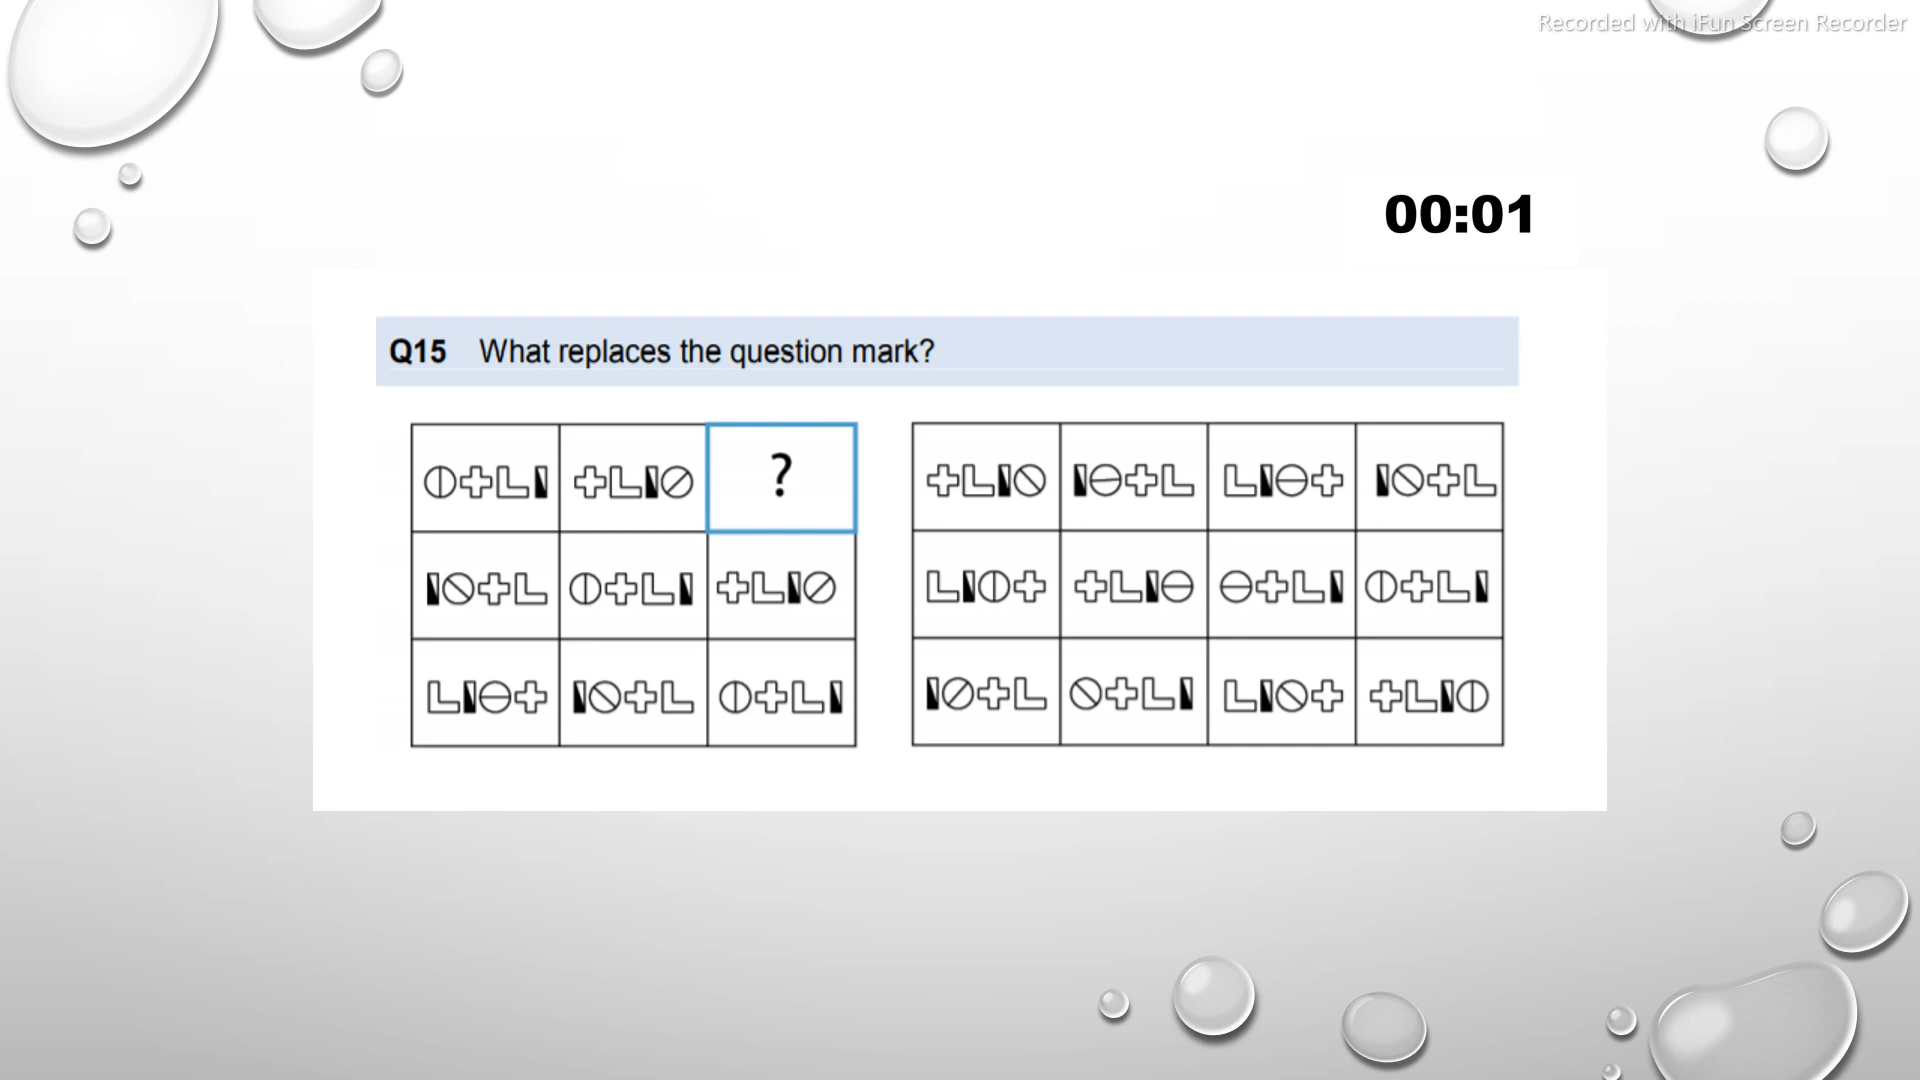 Recorded with iFun Screen Recorder
00:01
Q15 What replaces the question mark?
?